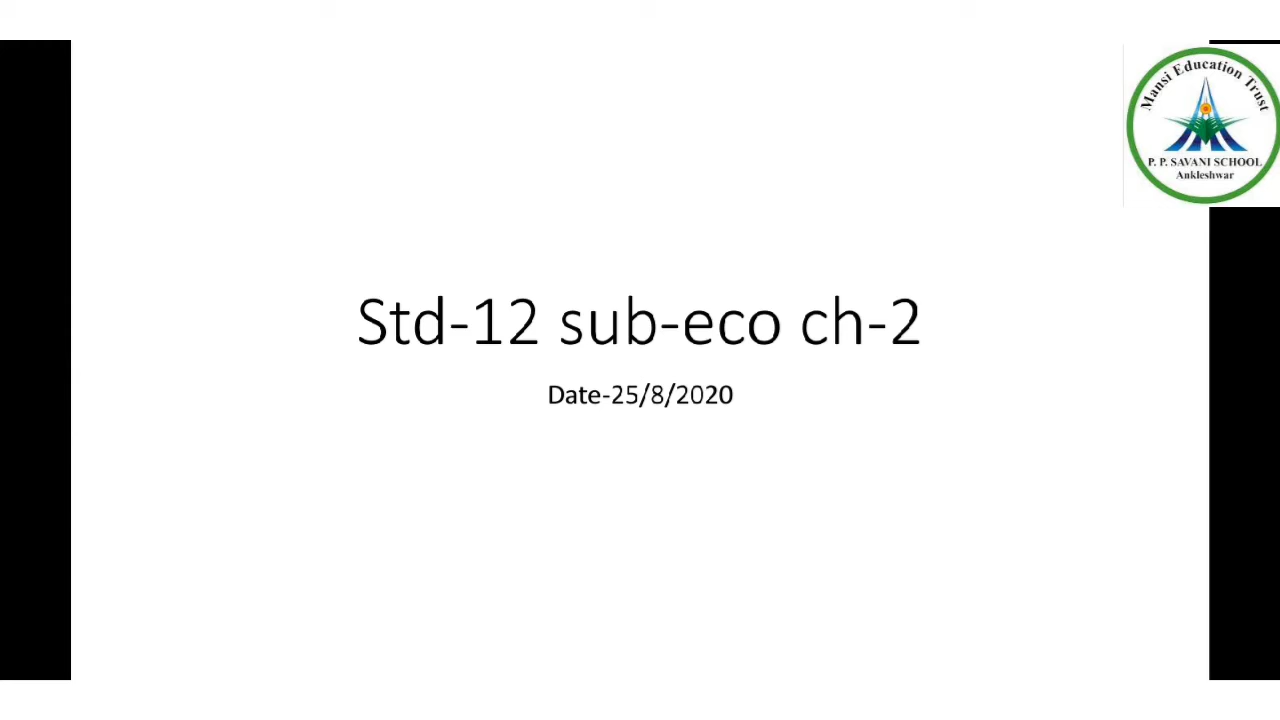 Mansi Education Trust
P. P. SAVANI SCHOOL
Ankleshwar
Std-12 sub-eco ch-2
Date-25/8/2020